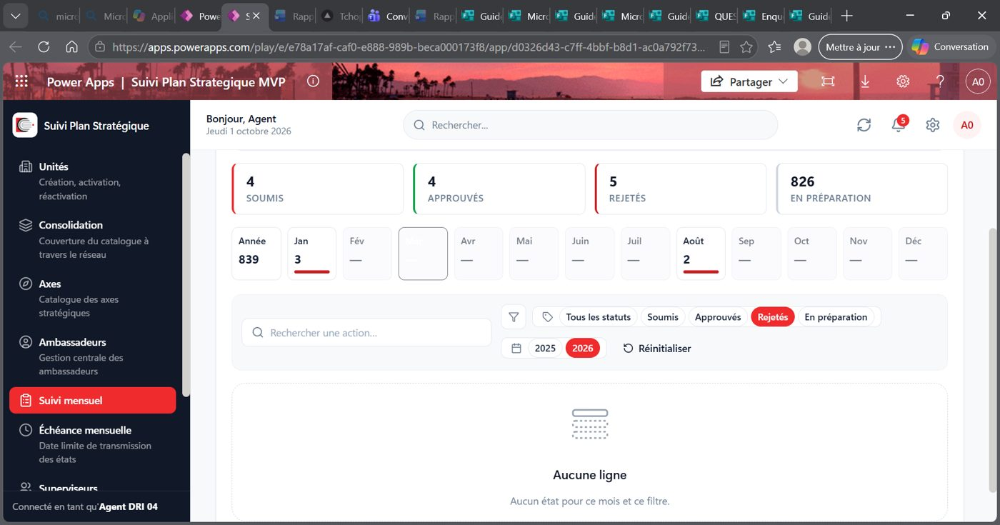 micro
Micro
Appli
Powe
S
Rapp
Tchop
Conv
Rapp
Guide
Micro
Guide
Micro
Guide
QUES
Enqu
Guide
https://apps.powerapps.com/play/e/e78a17af-caf0-e888-989b-beca000173f8/app/d0326d43-c7ff-4bbf-b8d1-ac0a792f73...
Mettre à jour
Conversation
Power Apps | Suivi Plan Strategique MVP
Partager
A0
Suivi Plan Stratégique
Bonjour, Agent
Jeudi 1 octobre 2026
Rechercher...
5
A0
Unités
Création, activation,
réactivation
Consolidation
Couverture du catalogue à
travers le réseau
Axes
Catalogue des axes
stratégiques
Ambassadeurs
Gestion centrale des
ambassadeurs
Suivi mensuel
Échéance mensuelle
Date limite de transmission
des états
Superviseurs
Connecté en tant qu'Agent DRI 04
4
SOUMIS
4
APPROUVÉS
5
REJETÉS
826
EN PRÉPARATION
Année
839
Jan
3
Fév
—
Mar
—
Avr
—
Mai
—
Juin
—
Juil
—
Août
2
Sep
—
Oct
—
Nov
—
Déc
—
Rechercher une action...
Tous les statuts
Soumis
Approuvés
Rejetés
En préparation
2025
2026
Réinitialiser
Aucune ligne
Aucun état pour ce mois et ce filtre.